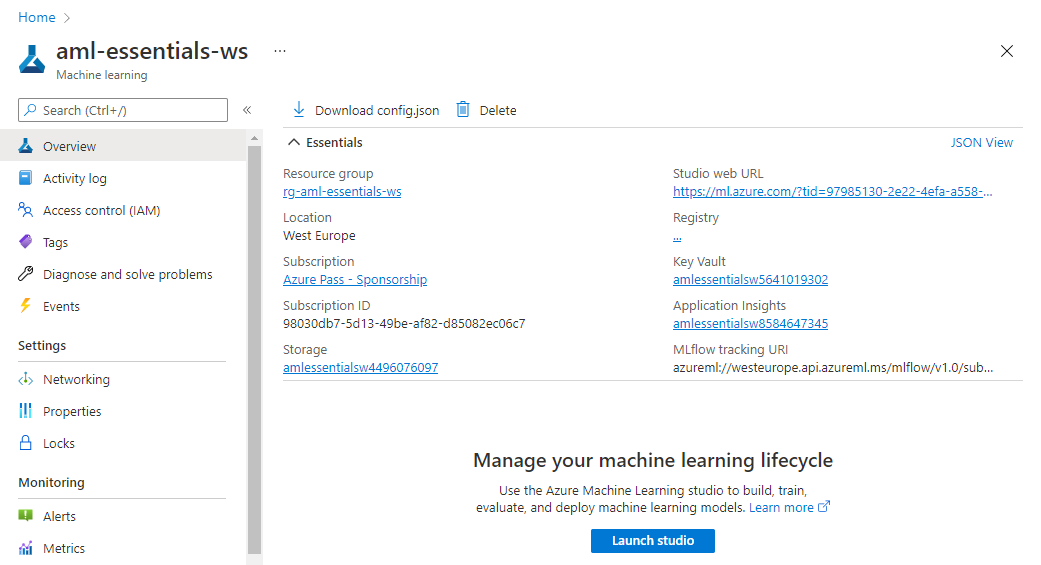 Home
aml-essentials-ws ...
Machine learning
Search (Ctrl+/)
Overview
Activity log
Access control (IAM)
Tags
Diagnose and solve problems
Events
Settings
Networking
Properties
Locks
Monitoring
Alerts
Metrics
Download config.json Delete
Essentials JSON View
Resource group
rg-aml-essentials-ws
Location
West Europe
Subscription
Azure Pass - Sponsorship
Subscription ID
98030db7-5d13-49be-af82-d85082ec06c7
Storage
amlessentialsw4496076097
Studio web URL
https://ml.azure.com/?tid=97985130-2e22-4efa-a558-...
Registry
...
Key Vault
amlessentialsw5641019302
Application Insights
amlessentialsw8584647345
MLflow tracking URI
azureml://westeurope.api.azureml.ms/mlflow/v1.0/sub...
Manage your machine learning lifecycle
Use the Azure Machine Learning studio to build, train,
evaluate, and deploy machine learning models. Learn more
Launch studio